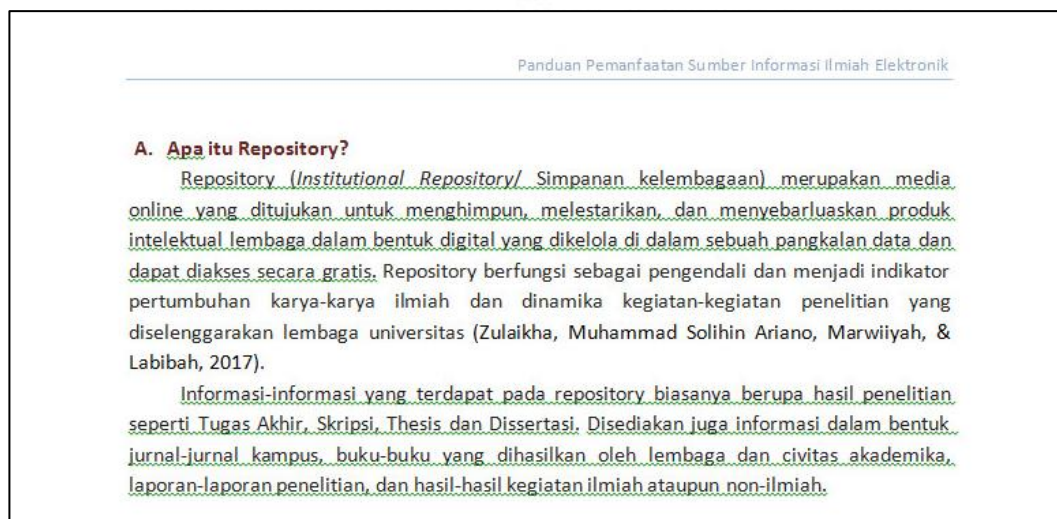 Panduan Pemanfaatan Sumber Informasi Ilmiah Elektronik
A. Apa itu Repository?
Repository (Institutional Repository/ Simpanan kelembagaan) merupakan media
online yang ditujukan untuk menghimpun, melestarikan, dan menyebarluaskan produk
intelektual lembaga dalam bentuk digital yang dikelola di dalam sebuah pangkalan data dan
dapat diakses secara gratis. Repository berfungsi sebagai pengendali dan menjadi indikator
pertumbuhan karya-karya ilmiah dan dinamika kegiatan-kegiatan penelitian yang
diselenggarakan lembaga universitas (Zulaikha, Muhammad Solihin Ariano, Marwiiyah, &
Labibah, 2017).
Informasi-informasi yang terdapat pada repository biasanya berupa hasil penelitian
seperti Tugas Akhir, Skripsi, Thesis dan Dissertasi. Disediakan juga informasi dalam bentuk
jurnal-jurnal kampus, buku-buku yang dihasilkan oleh lembaga dan civitas akademika,
laporan-laporan penelitian, dan hasil-hasil kegiatan ilmiah ataupun non-ilmiah.